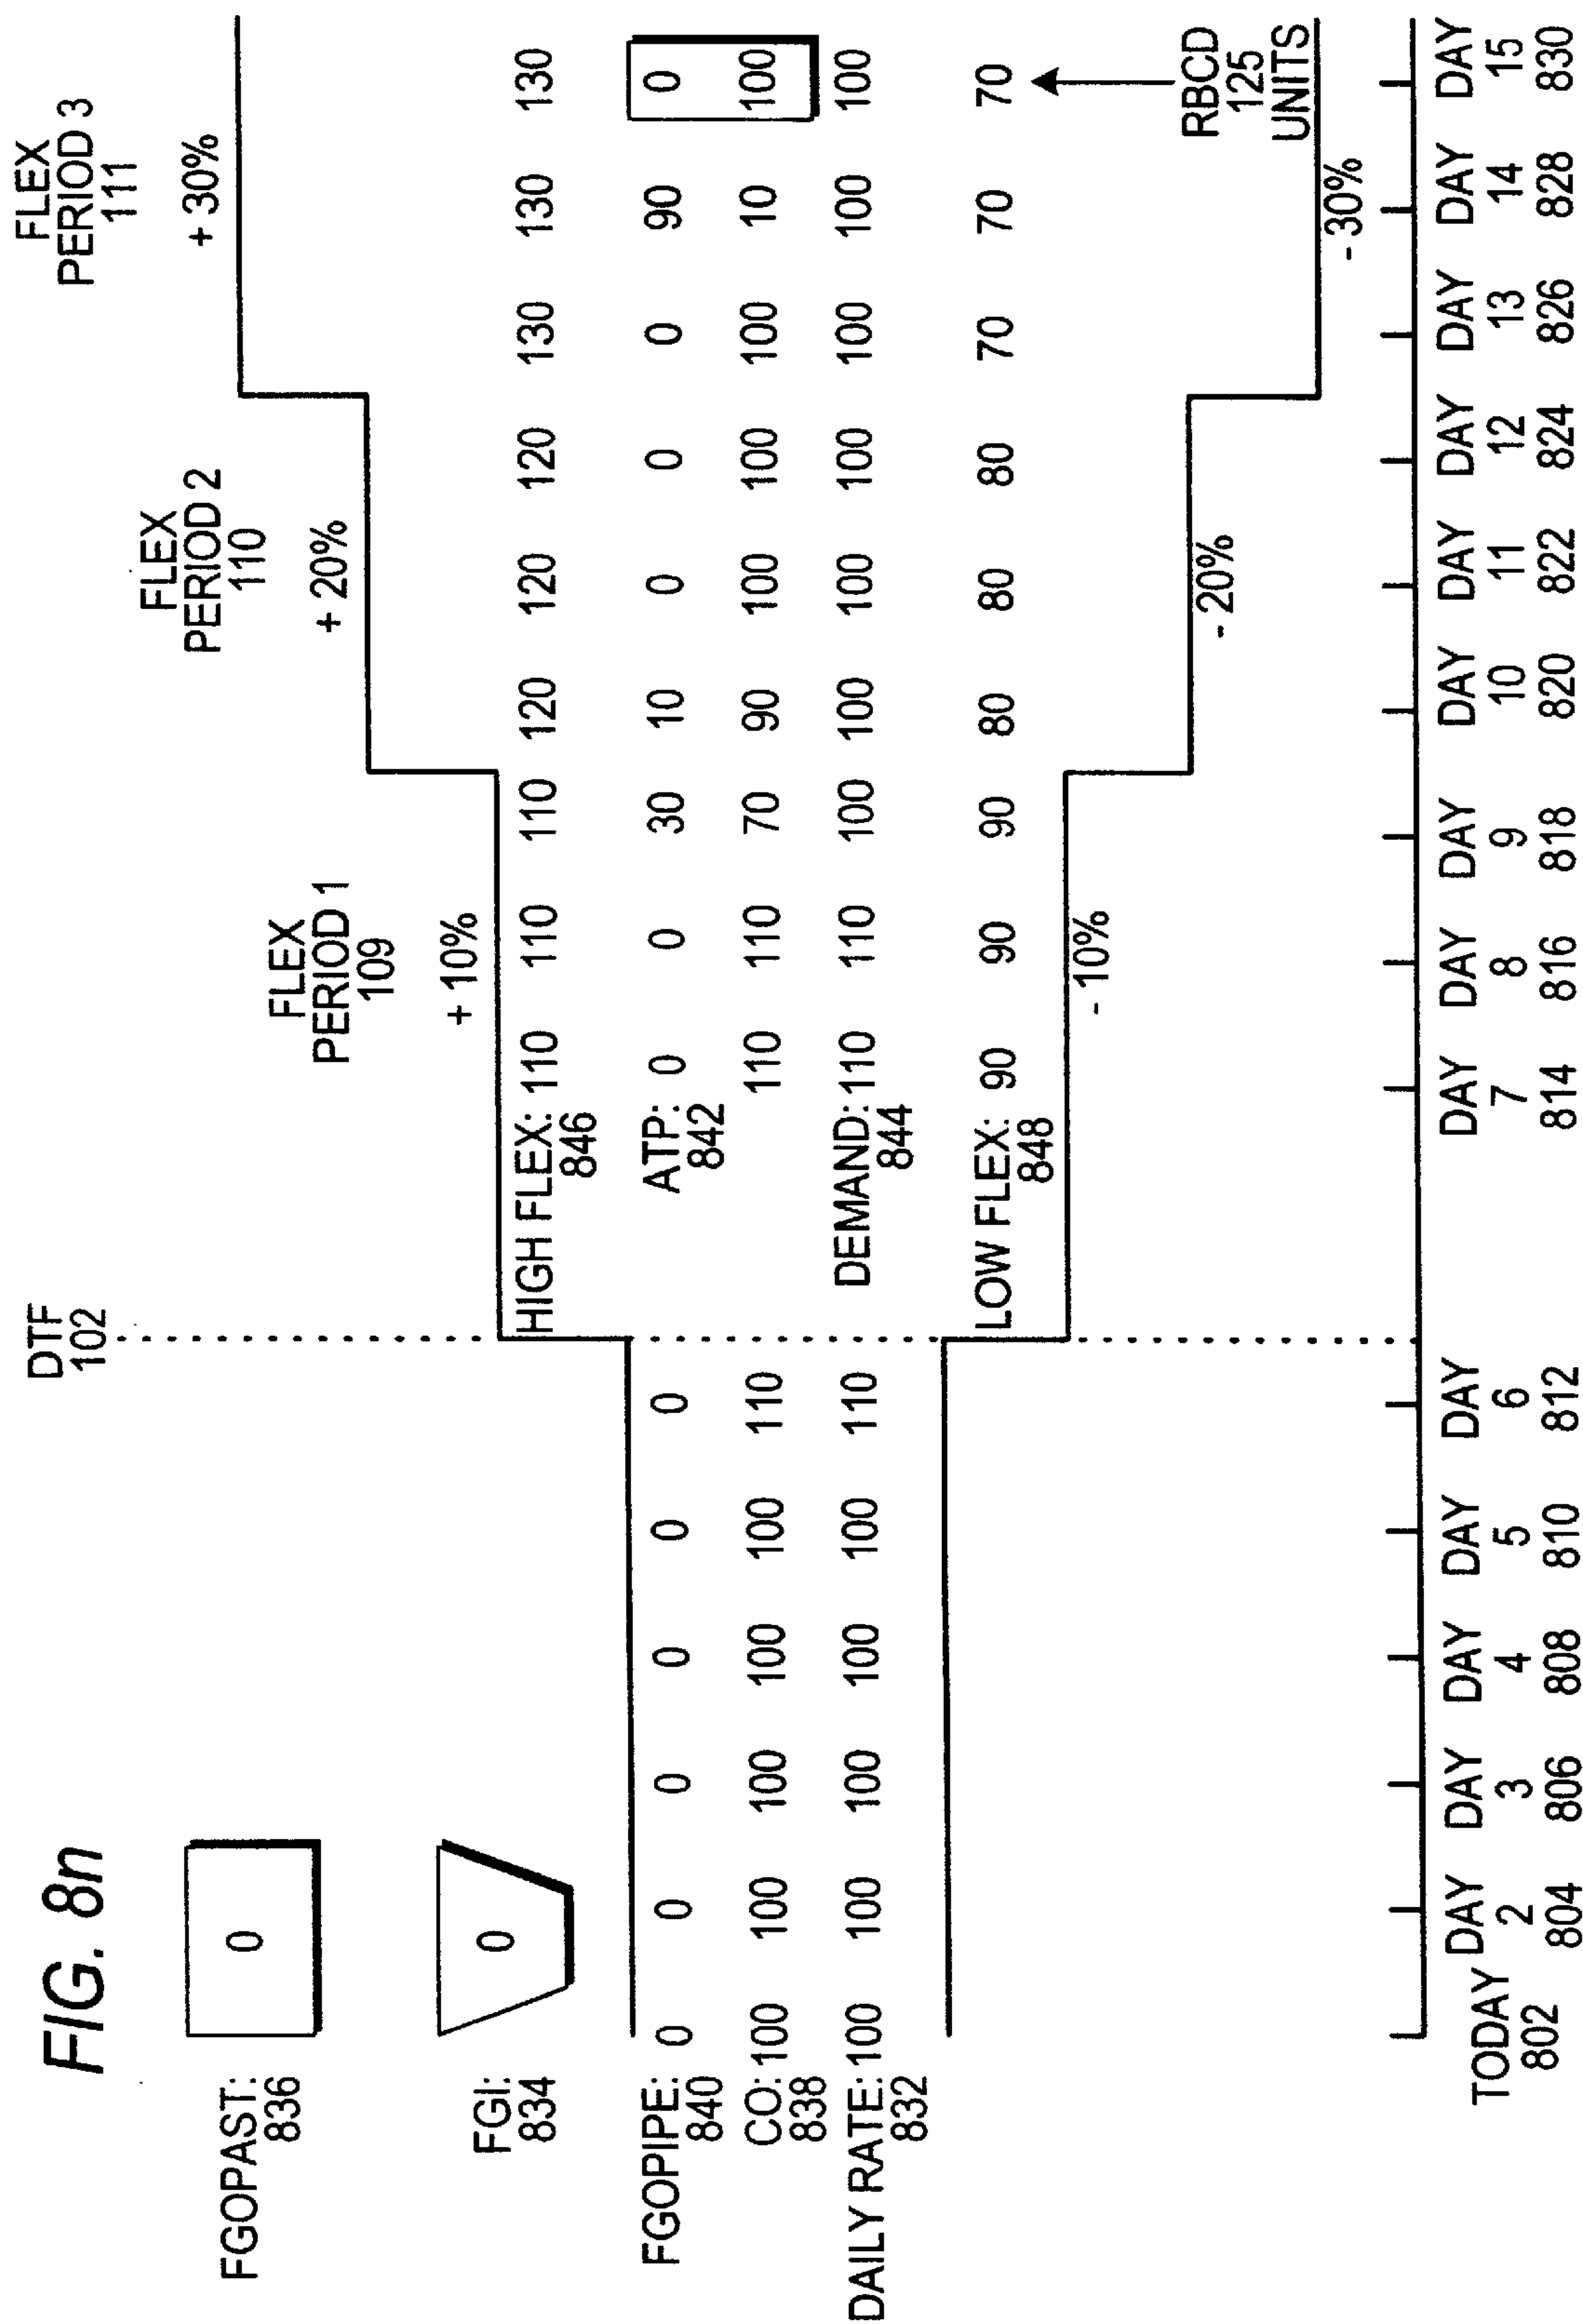 FIG. 8n
FGOPAST:
836
0
FGI:
834
0
DTF
102
FLEX
PERIOD 1
109
+ 10%
FLEX
PERIOD 2
110
+ 20%
FLEX
PERIOD 3
111
+ 30%
HIGH FLEX: 110 110 110 120 120 120 130 130 130
846
FGOPIPE: 0 0 0 0 0 0
840
ATP: 0 0 30 10 0 0 0 90 0
842
CO: 100 100 100 100 100 110 110 110 70 90 100 100 100 10 100
838
DAILY RATE: 100 100 100 100 100 110
832
DEMAND: 110 110 100 100 100 100 100 100 100
844
LOW FLEX: 90 90 90 80 80 80 70 70 70
848
- 10%
- 20%
- 30%
RBCD
125
UNITS
TODAY DAY DAY DAY DAY DAY DAY DAY DAY DAY DAY DAY DAY DAY DAY
2 3 4 5 6 7 8 9 10 11 12 13 14 15
802 804 806 808 810 812 814 816 818 820 822 824 826 828 830